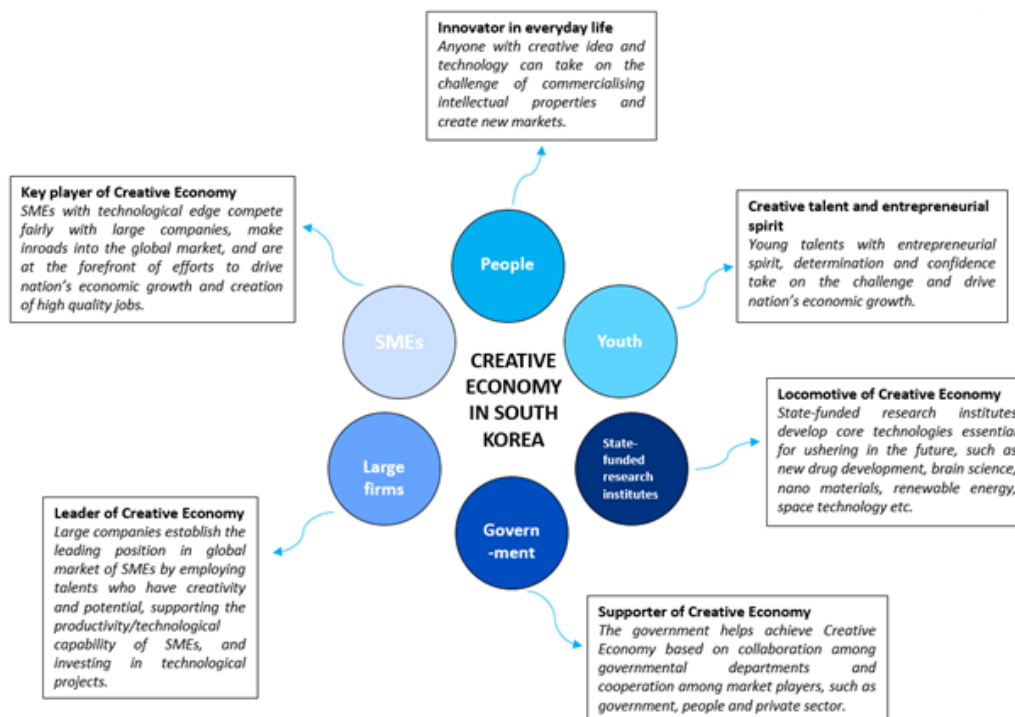 Innovator in everyday life
Anyone with creative idea and
technology can take on the
challenge of commercialising
intellectual properties and
create new markets.
Key player of Creative Economy
SMEs with technological edge compete
fairly with large companies, make
inroads into the global market, and are
at the forefront of efforts to drive
nation's economic growth and creation
of high quality jobs.
Creative talent and entrepreneurial
spirit
Young talents with entrepreneurial
spirit, determination and confidence
take on the challenge and drive
nation's economic growth.
People
SMEs
Youth
CREATIVE
ECONOMY
IN SOUTH
KOREA
Large
firms
State-
funded
research
institutes
Govern
-ment
Locomotive of Creative Economy
State-funded research institutes
develop core technologies essential
for ushering in the future, such as
new drug development, brain science,
nano materials, renewable energy,
space technology etc.
Leader of Creative Economy
Large companies establish the
leading position in global
market of SMEs by employing
talents who have creativity
and potential, supporting the
productivity/technological
capability of SMEs, and
investing in technological
projects.
Supporter of Creative Economy
The government helps achieve Creative
Economy based on collaboration among
governmental departments and
cooperation among market players, such as
government, people and private sector.